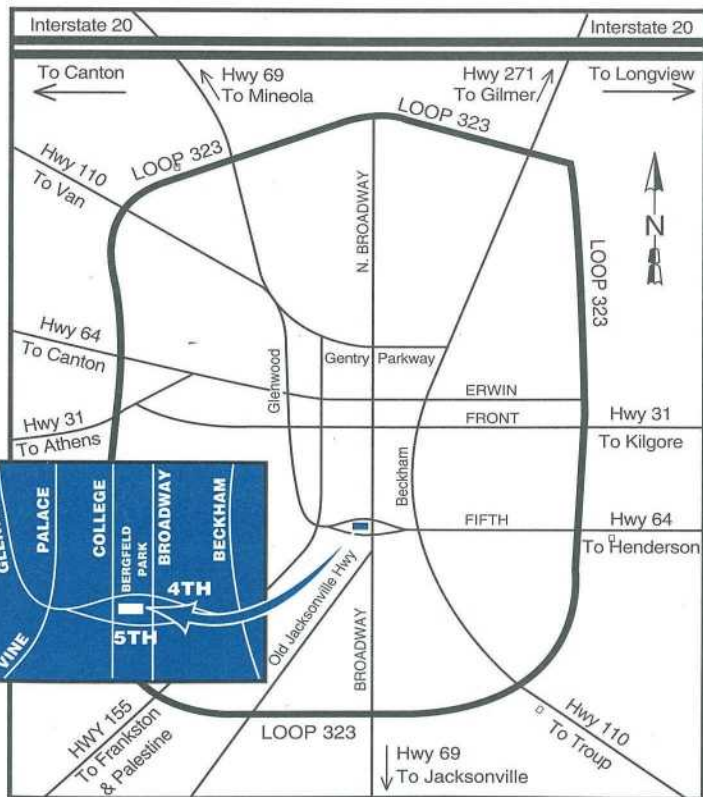 Interstate 20
Interstate 20
To Canton
Hwy 69
To Mineola
Hwy 271
To Gilmer
To Longview
LOOP 323
LOOP 323
Hwy 110
To Van
N. BROADWAY
N
LOOP 323
Hwy 64
To Canton
Glenwood
Gentry
Parkway
ERWIN
FRONT
Hwy 31
To Athens
Hwy 31
To Kilgore
Beckham
FIFTH
Hwy 64
To Henderson
PALACE
COLLEGE
BERGFELD
PARK
BROADWAY
BECKHAM
4TH
5TH
VINE
Old Jacksonville Hwy
BROADWAY
HWY 155
To Frankston
& Palestine
LOOP 323
Hwy 69
To Jacksonville
Hwy 110
To Troup